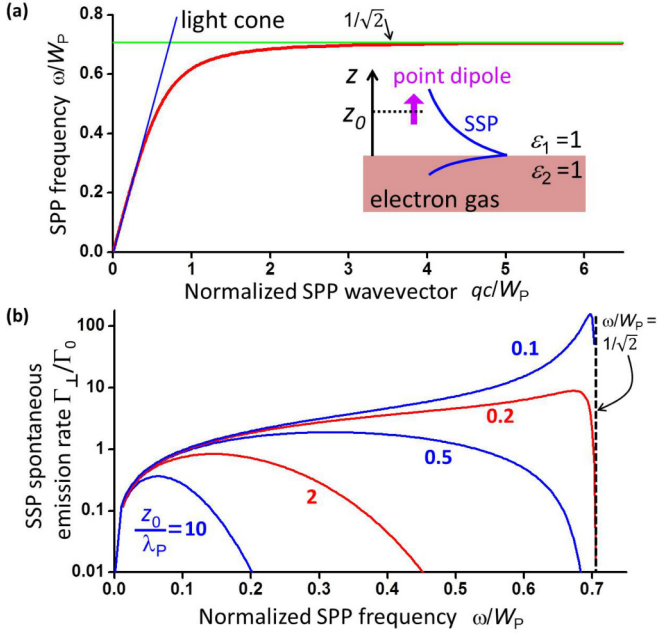 (a)
light cone
1/√2
0.8
0.6
0.4
0.2
0.0
SPP frequency ω/W_P
z
point dipole
z_0
SSP
ε_1 =1
ε_2 =1
electron gas
0 1 2 3 4 5 6
Normalized SPP wavevector qc/W_P
(b)
100
10
1
0.1
0.01
SSP spontaneous
emission rate Γ_⊥/Γ_0
ω/W_P =
1/√2
0.1
0.2
0.5
2
z_0/λ_P =10
0.0 0.1 0.2 0.3 0.4 0.5 0.6 0.7
Normalized SPP frequency ω/W_P